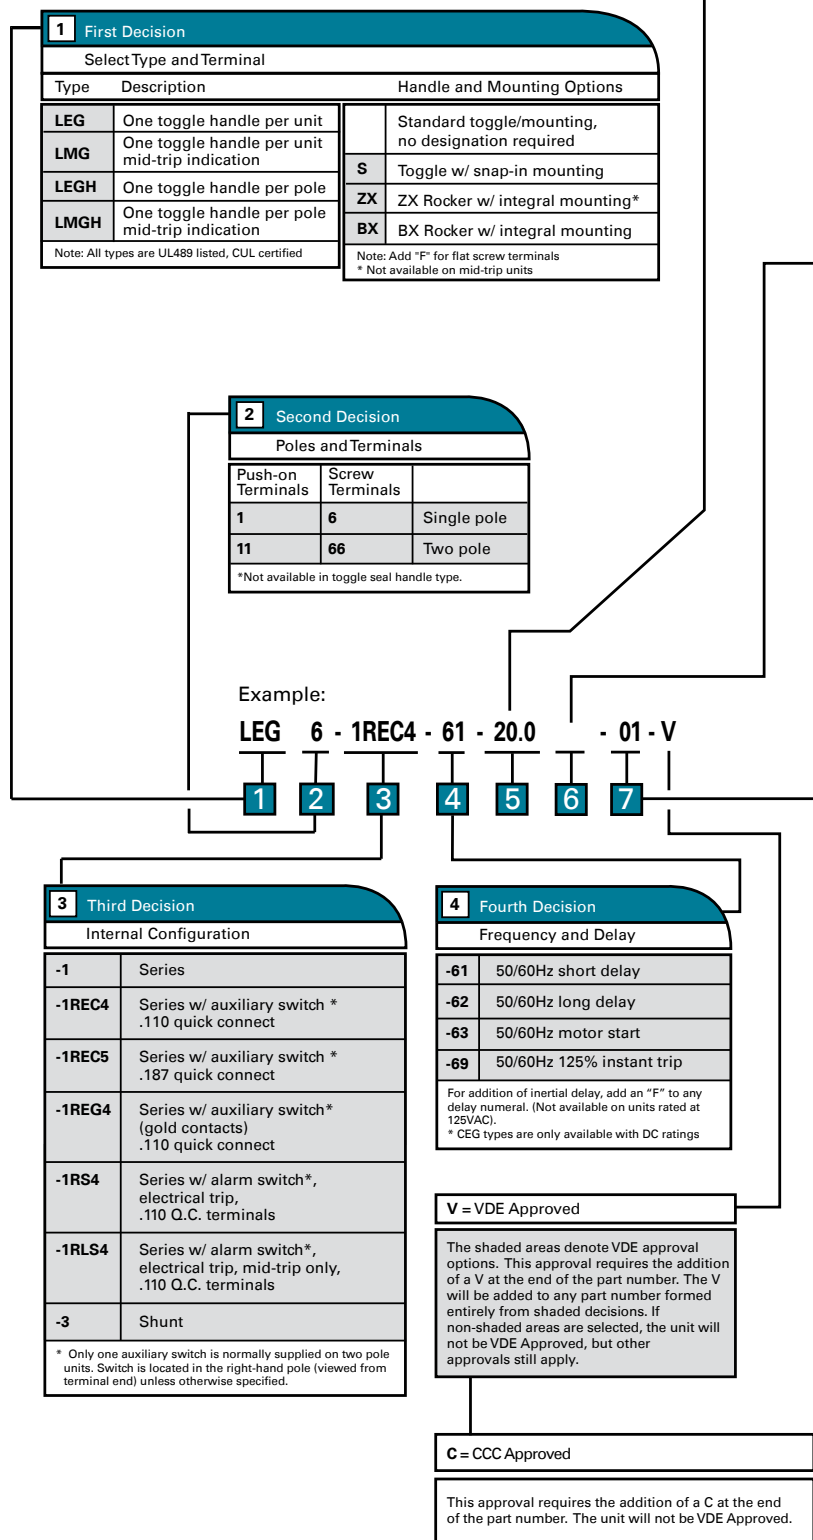 1 First Decision
Select Type and Terminal
Type Description Handle and Mounting Options
LEG One toggle handle per unit
LMG One toggle handle per unit
mid-trip indication
LEGH One toggle handle per pole
LMGH One toggle handle per pole
mid-trip indication
Note: All types are UL489 listed, CUL certified
Standard toggle/mounting,
no designation required
S Toggle w/ snap-in mounting
ZX ZX Rocker w/ integral mounting*
BX BX Rocker w/ integral mounting
Note: Add "F" for flat screw terminals
* Not available on mid-trip units
2 Second Decision
Poles and Terminals
Push-on Screw
Terminals Terminals
1 6 Single pole
11 66 Two pole
*Not available in toggle seal handle type.
Example:
LEG 6 - 1REC4 - 61 - 20.0 - 01 - V
1 2 3 4 5 6 7
3 Third Decision
Internal Configuration
-1 Series
-1REC4 Series w/ auxiliary switch *
.110 quick connect
-1REC5 Series w/ auxiliary switch *
.187 quick connect
-1REG4 Series w/ auxiliary switch*
(gold contacts)
.110 quick connect
-1RS4 Series w/ alarm switch*,
electrical trip,
.110 Q.C. terminals
-1RLS4 Series w/ alarm switch*,
electrical trip, mid-trip only,
.110 Q.C. terminals
-3 Shunt
* Only one auxiliary switch is normally supplied on two pole
units. Switch is located in the right-hand pole (viewed from
terminal end) unless otherwise specified.
4 Fourth Decision
Frequency and Delay
-61 50/60Hz short delay
-62 50/60Hz long delay
-63 50/60Hz motor start
-69 50/60Hz 125% instant trip
For addition of inertial delay, add an “F” to any
delay numeral. (Not available on units rated at
125VAC).
* CEG types are only available with DC ratings
V = VDE Approved
The shaded areas denote VDE approval
options. This approval requires the addition
of a V at the end of the part number. The V
will be added to any part number formed
entirely from shaded decisions. If
non-shaded areas are selected, the unit will
not be VDE Approved, but other
approvals still apply.
C = CCC Approved
This approval requires the addition of a C at the end
of the part number. The unit will not be VDE Approved.